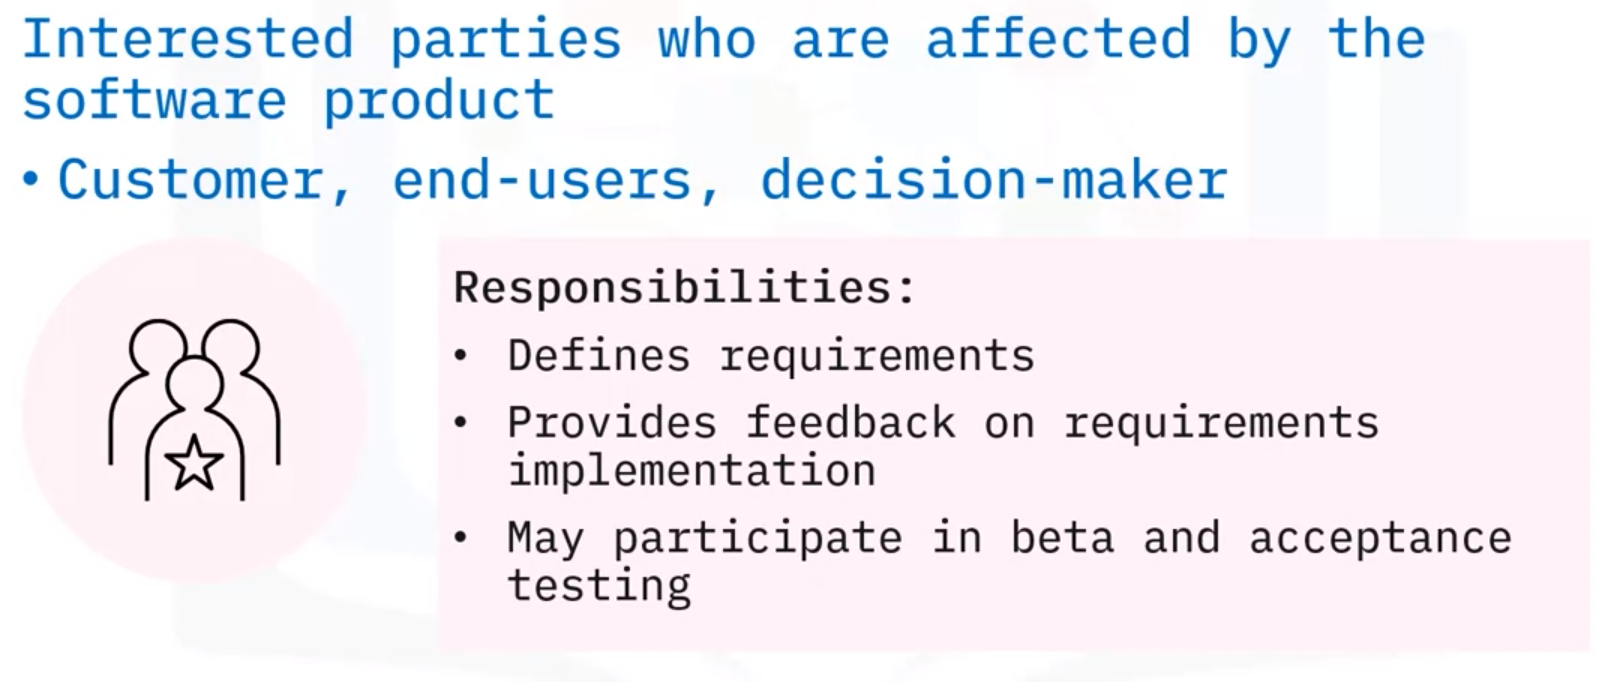 Interested parties who are affected by the
software product
• Customer, end-users, decision-maker
Responsibilities:
• Defines requirements
• Provides feedback on requirements
implementation
• May participate in beta and acceptance
testing